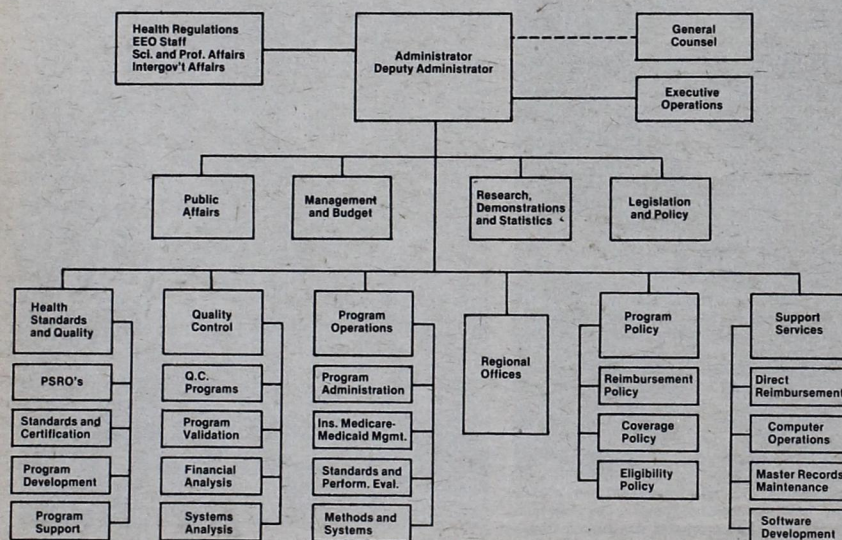 Health Regulations
EEO Staff
Sci. and Prof. Affairs
Intergov't Affairs
Administrator
Deputy Administrator
General
Counsel
Executive
Operations
Public
Affairs
Management
and Budget
Research,
Demonstrations
and Statistics
Legislation
and Policy
Health
Standards
and Quality
PSRO's
Standards and
Certification
Program
Development
Program
Support
Quality
Control
Q.C.
Programs
Program
Validation
Financial
Analysis
Systems
Analysis
Program
Operations
Program
Administration
Ins. Medicare-
Medicaid Mgmt.
Standards and
Perform. Eval.
Methods and
Systems
Regional
Offices
Program
Policy
Reimbursement
Policy
Coverage
Policy
Eligibility
Policy
Support
Services
Direct
Reimbursement
Computer
Operations
Master Records
Maintenance
Software
Development